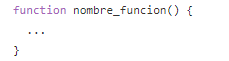 function nombre_funcion() {
  ...
}